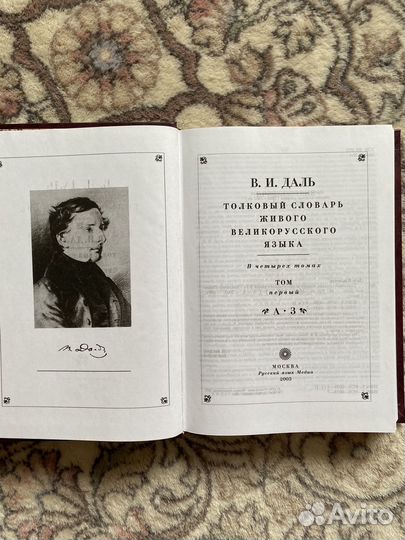 В. И. ДАЛЬ
ТОЛКОВЫЙ СЛОВАРЬ
ЖИВОГО
ВЕЛИКОРУССКОГО
ЯЗЫКА
В четырех томах
ТОМ
первый
А · З
МОСКВА
Русский язык Медиа
2003
Avito